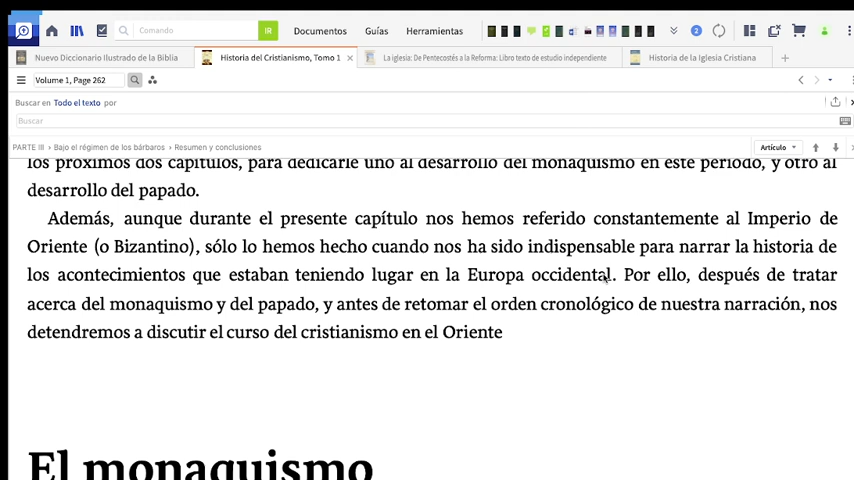 Comando
IR
Documentos
Guías
Herramientas
2
Nuevo Diccionario Ilustrado de la Biblia
Historia del Cristianismo, Tomo 1
La iglesia: De Pentecostés a la Reforma: Libro texto de estudio independiente
Historia de la Iglesia Cristiana
Volume 1, Page 262
Buscar en Todo el texto por
Buscar
PARTE III › Bajo el régimen de los bárbaros › Resumen y conclusiones
Artículo
los próximos dos capítulos, para dedicarle uno al desarrollo del monaquismo en este período, y otro al
desarrollo del papado.
Además, aunque durante el presente capítulo nos hemos referido constantemente al Imperio de
Oriente (o Bizantino), sólo lo hemos hecho cuando nos ha sido indispensable para narrar la historia de
los acontecimientos que estaban teniendo lugar en la Europa occidental. Por ello, después de tratar
acerca del monaquismo y del papado, y antes de retomar el orden cronológico de nuestra narración, nos
detendremos a discutir el curso del cristianismo en el Oriente
El monaquismo